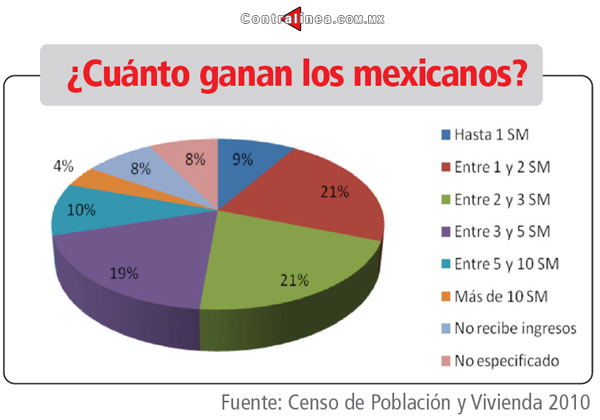 Contralínea.com.mx
¿Cuánto ganan los mexicanos?
8%
9%
4%
8%
21%
10%
19%
21%
Hasta 1 SM
Entre 1 y 2 SM
Entre 2 y 3 SM
Entre 3 y 5 SM
Entre 5 y 10 SM
Más de 10 SM
No recibe ingresos
No especificado
Fuente: Censo de Población y Vivienda 2010